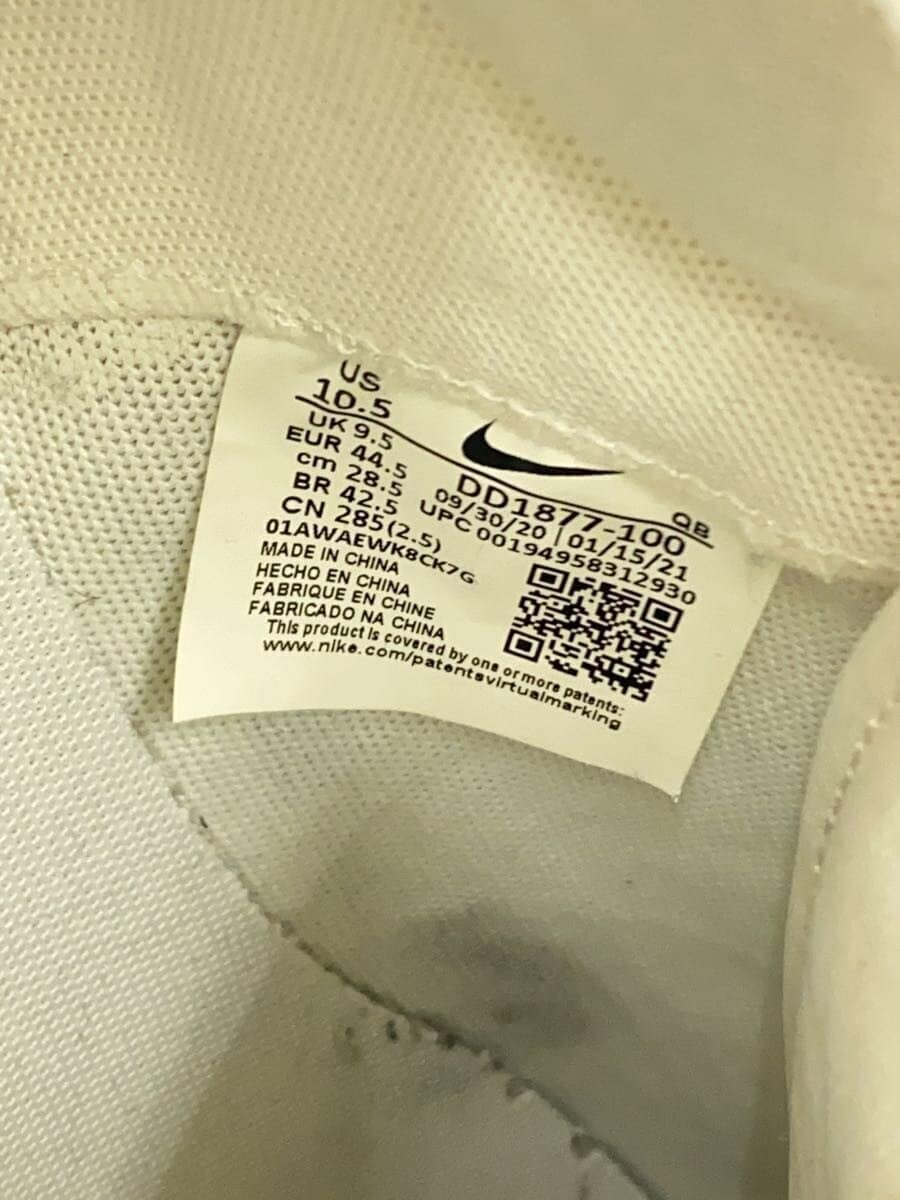 US
10.5
UK 9.5
EUR 44.5
cm 28.5
BR 42.5
CN 285(2.5)
01AWAEWK8CK7G
QB
DD1877-100
09/30/20 | 01/15/21
UPC 00194958312930
MADE IN CHINA
HECHO EN CHINA
FABRIQUE EN CHINE
FABRICADO NA CHINA
This product is covered by one or more patents:
www.nike.com/patentsvirtualmarking